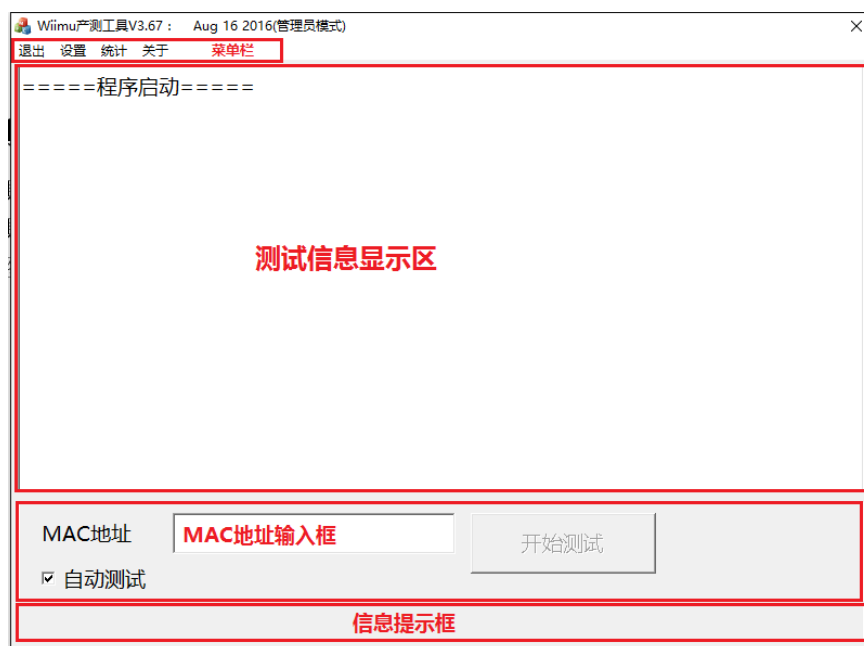 Wiimu产测工具V3.67： Aug 16 2016(管理员模式)
退出 设置 统计 关于 菜单栏
=====程序启动=====
测试信息显示区
MAC地址 MAC地址输入框 开始测试
自动测试
信息提示框